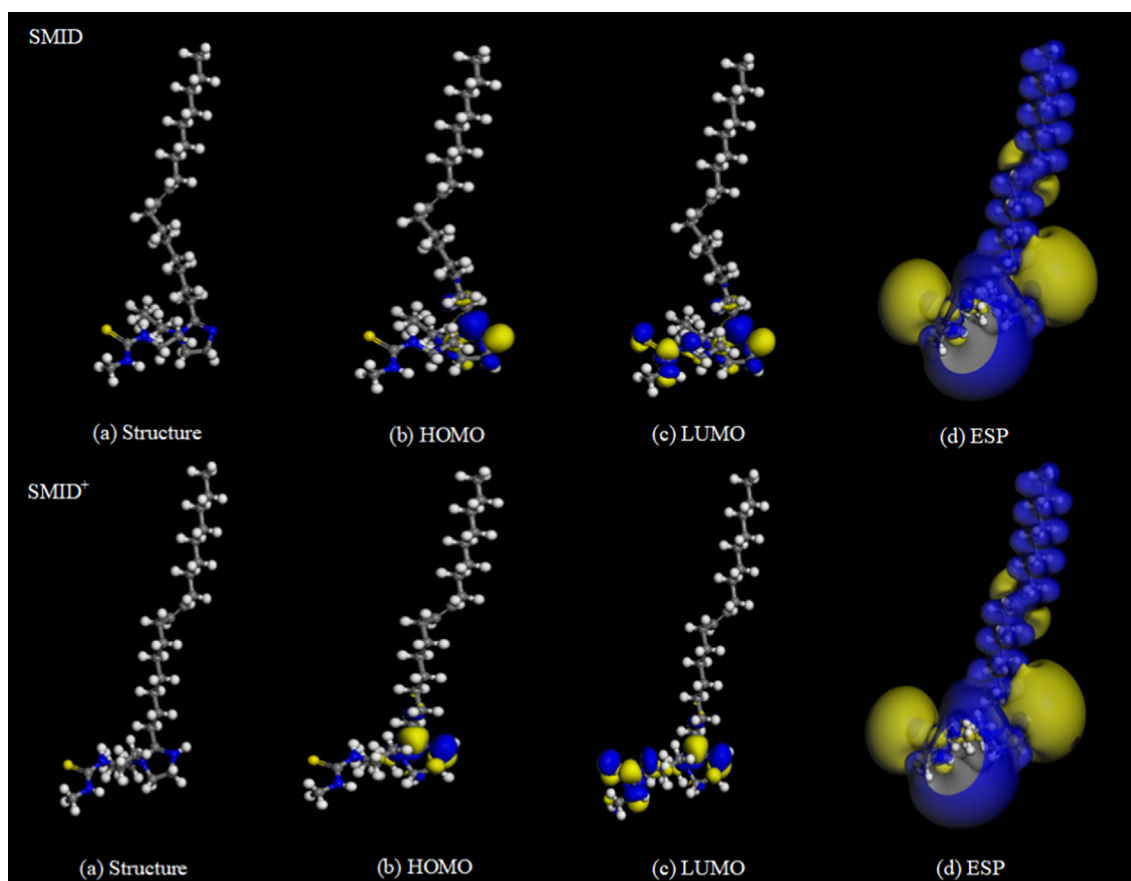 SMID
(a) Structure
(b) HOMO
(c) LUMO
(d) ESP
SMID⁺
(a) Structure
(b) HOMO
(c) LUMO
(d) ESP